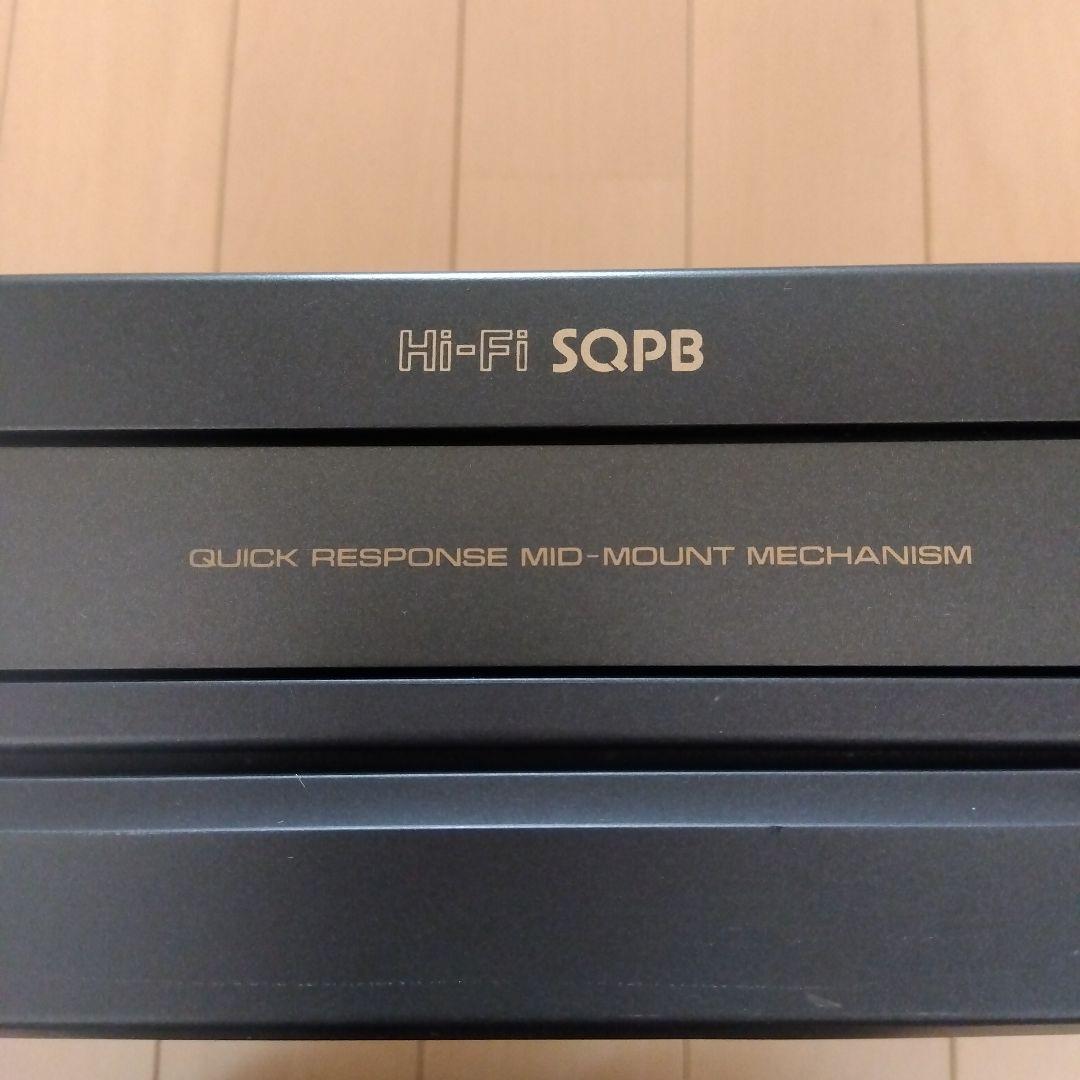 Hi-Fi SQPB
QUICK RESPONSE MID-MOUNT MECHANISM